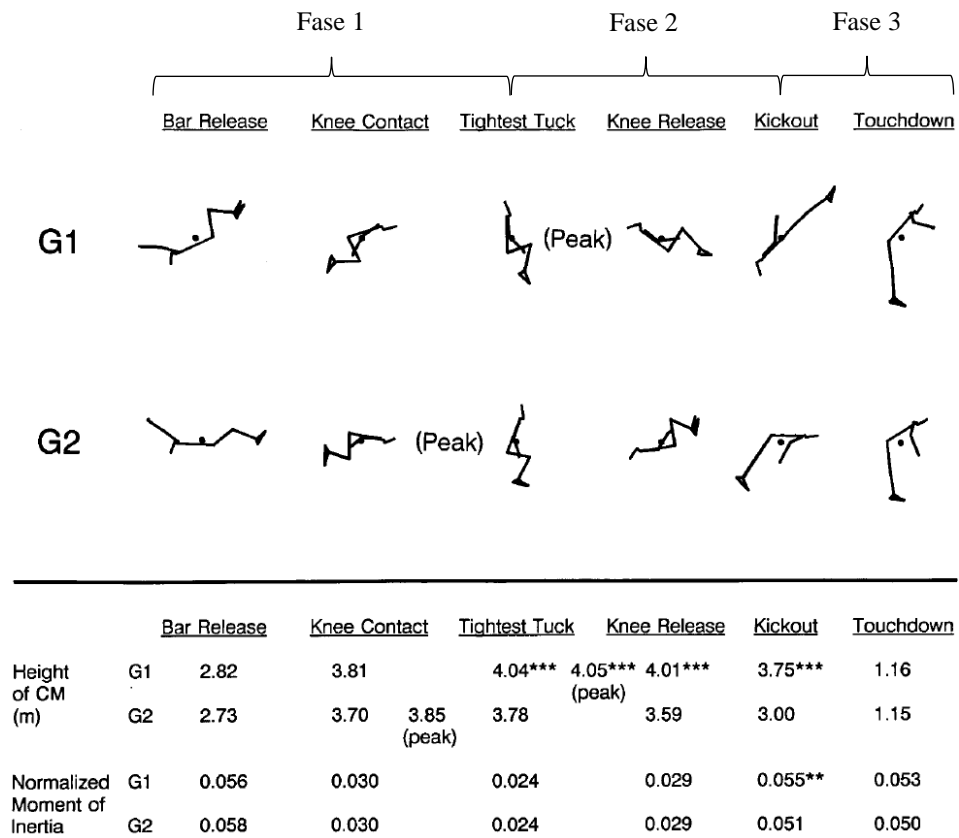 Fase 1 Fase 2 Fase 3
Bar Release Knee Contact Tightest Tuck Knee Release Kickout Touchdown
G1 (Peak)
G2 (Peak)
Bar Release Knee Contact Tightest Tuck Knee Release Kickout Touchdown
Height G1 2.82 3.81 4.04*** 4.05*** 4.01*** 3.75*** 1.16
of CM (peak)
(m) G2 2.73 3.70 3.85 3.78 3.59 3.00 1.15
(peak)
Normalized G1 0.056 0.030 0.024 0.029 0.055** 0.053
Moment of
Inertia G2 0.058 0.030 0.024 0.029 0.051 0.050